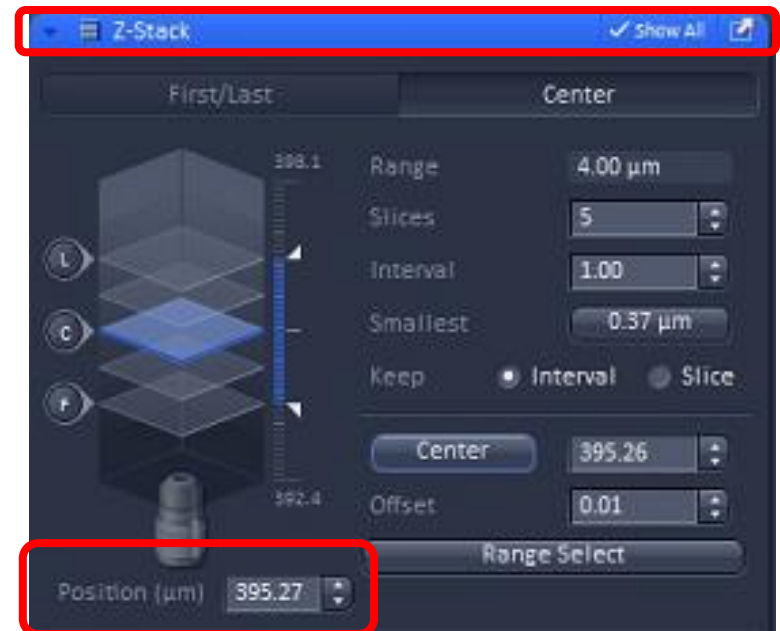 Z-Stack Show All
First/Last Center
398.1
Range 4.00 µm
Slices 5
L
Interval 1.00
C
Smallest 0.37 µm
Keep Interval Slice
F
Center 395.26
392.4
Offset 0.01
Range Select
Position (µm) 395.27